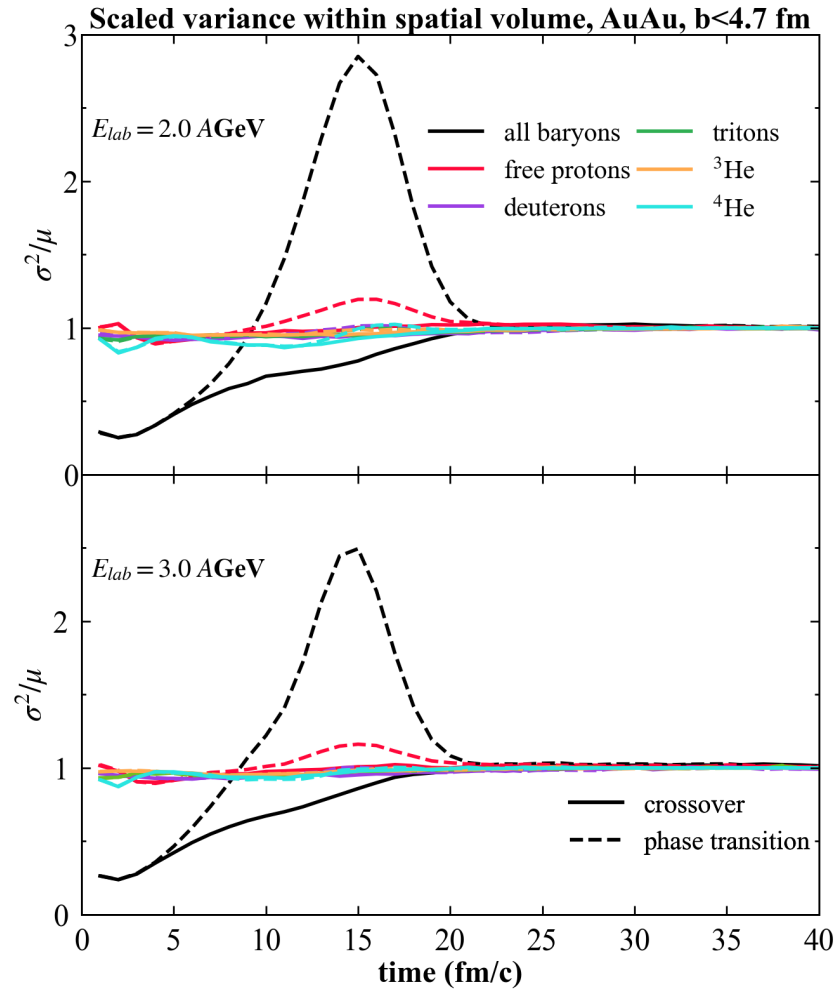 Scaled variance within spatial volume, AuAu, b<4.7 fm
3
E_lab = 2.0 AGeV
all baryons
tritons
free protons
³He
deuterons
⁴He
2
σ²/μ
1
0
E_lab = 3.0 AGeV
2
σ²/μ
1
crossover
phase transition
0
0 5 10 15 20 25 30 35 40
time (fm/c)